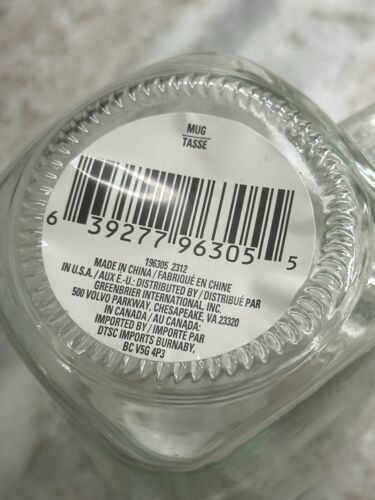 MUG
TASSE
6 39277 96305 5
196305 2312
MADE IN CHINA / FABRIQUÉ EN CHINE
IN U.S.A. / AUX É.-U.: DISTRIBUTED BY / DISTRIBUÉ PAR
GREENBRIER INTERNATIONAL, INC.
500 VOLVO PARKWAY, CHESAPEAKE, VA 23320
IN CANADA / AU CANADA:
IMPORTED BY / IMPORTE PAR
DTSC IMPORTS BURNABY,
BC V5G 4P3